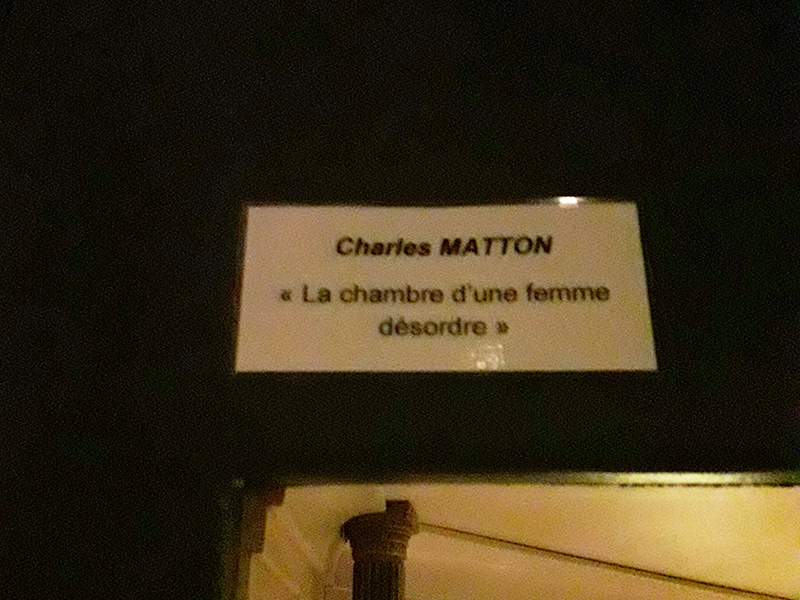 Charles MATTON
« La chambre d'une femme
désordre »